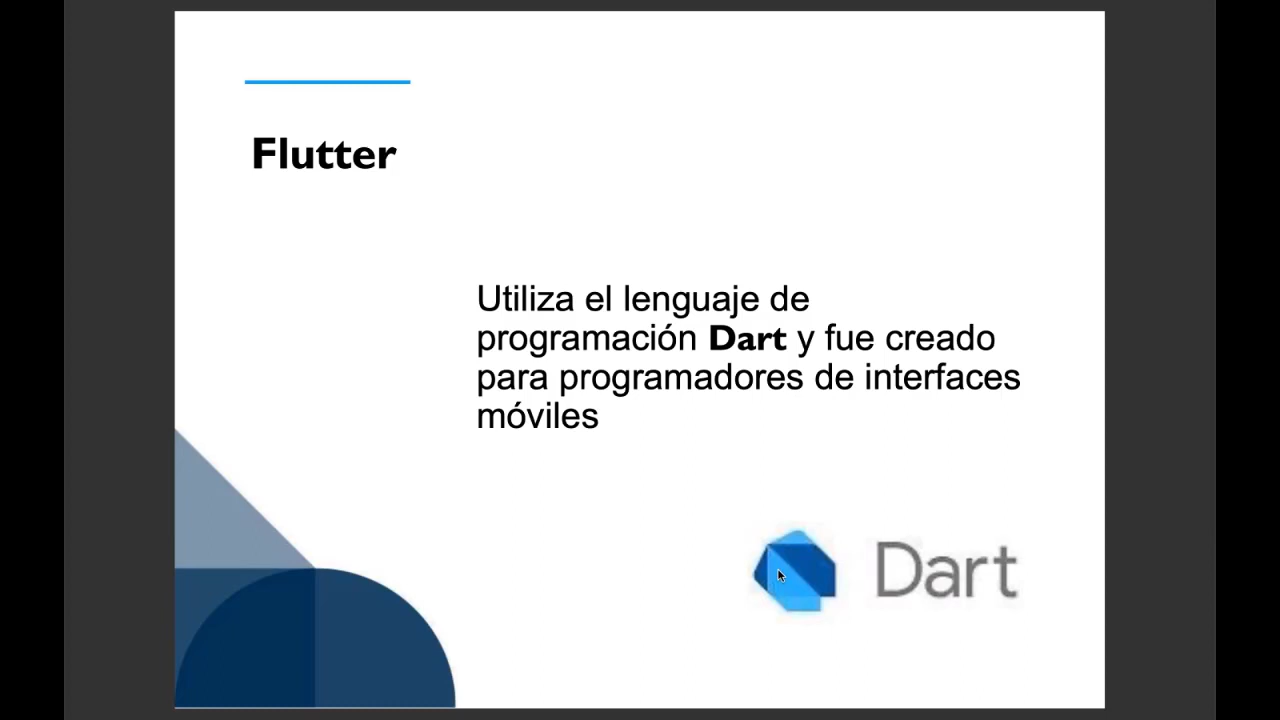 Flutter
Utiliza el lenguaje de
programación Dart y fue creado
para programadores de interfaces
móviles
Dart